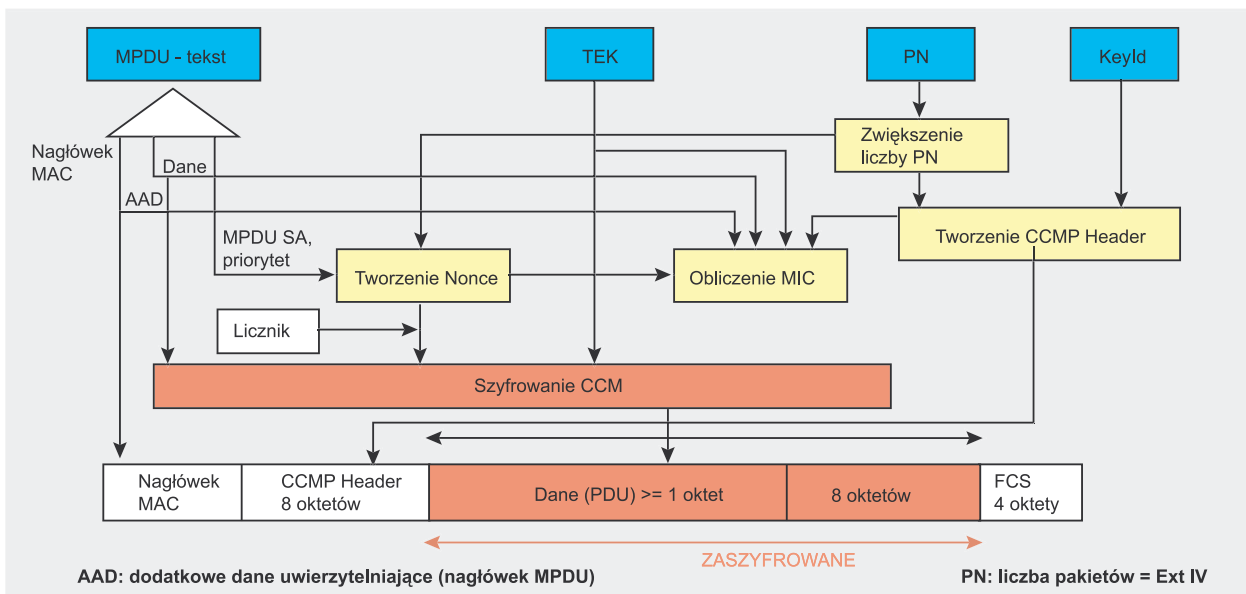 MPDU - tekst
TEK
PN
KeyId
Nagłówek
MAC
Dane
Zwiększenie
liczby PN
AAD
MPDU SA,
priorytet
Tworzenie CCMP Header
Tworzenie Nonce
Obliczenie MIC
Licznik
Szyfrowanie CCM
Nagłówek
MAC
CCMP Header
8 oktetów
Dane (PDU) >= 1 oktet
8 oktetów
FCS
4 oktety
ZASZYFROWANE
AAD: dodatkowe dane uwierzytelniające (nagłówek MPDU)
PN: liczba pakietów = Ext IV